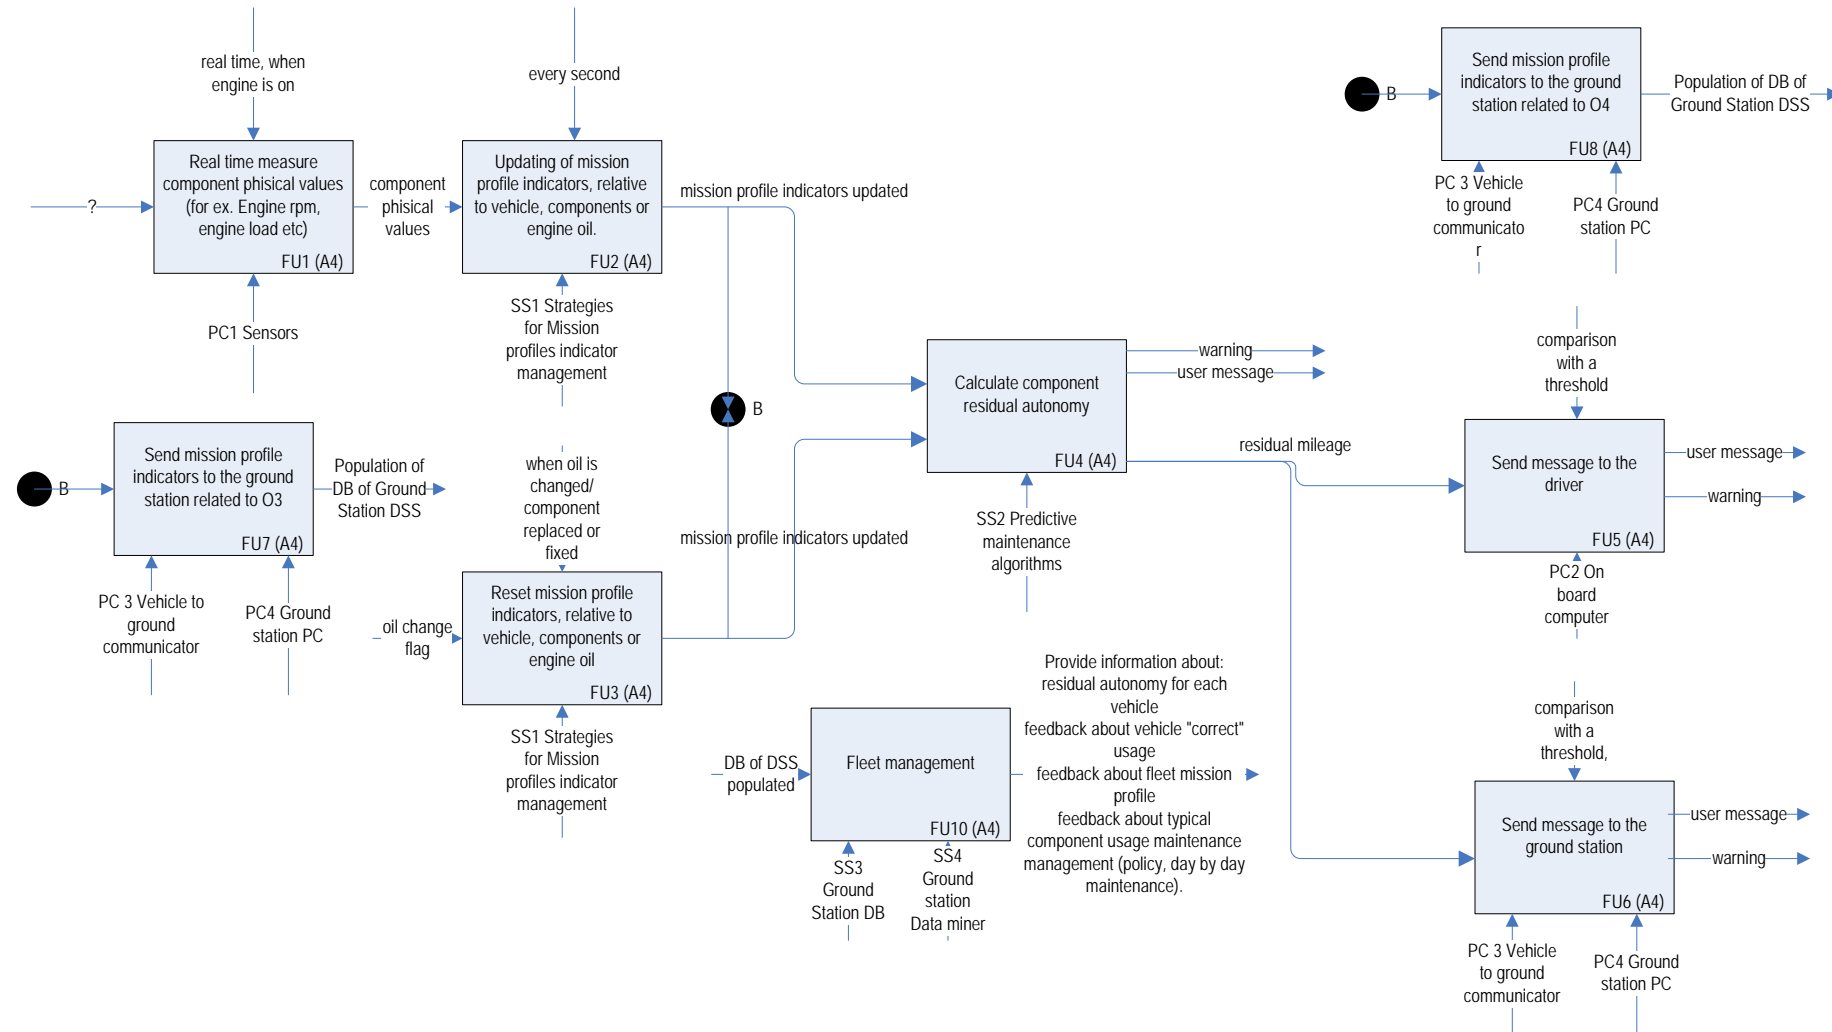 real time, when
engine is on
every second
Real time measure
component phisical values
(for ex. Engine rpm,
engine load etc)
FU1 (A4)
?
component
phisical
values
PC1 Sensors
Updating of mission
profile indicators, relative
to vehicle, components or
engine oil.
FU2 (A4)
mission profile indicators updated
SS1 Strategies
for Mission
profiles indicator
management
B
Send mission profile
indicators to the ground
station related to O4
FU8 (A4)
Population of DB of
Ground Station DSS
PC 3 Vehicle
to ground
communicato
r
PC4 Ground
station PC
B
Send mission profile
indicators to the ground
station related to O3
FU7 (A4)
Population of
DB of Ground
Station DSS
PC 3 Vehicle to
ground
communicator
PC4 Ground
station PC
when oil is
changed/
component
replaced or
fixed
B
mission profile indicators updated
oil change
flag
Reset mission profile
indicators, relative to
vehicle, components or
engine oil
FU3 (A4)
SS1 Strategies
for Mission
profiles indicator
management
Calculate component
residual autonomy
FU4 (A4)
warning
user message
residual mileage
SS2 Predictive
maintenance
algorithms
comparison
with a
threshold
Send message to the
driver
FU5 (A4)
user message
warning
PC2 On
board
computer
DB of DSS
populated
Fleet management
FU10 (A4)
SS3
Ground
Station DB
SS4
Ground
station
Data miner
Provide information about:
residual autonomy for each
vehicle
feedback about vehicle "correct"
usage
feedback about fleet mission
profile
feedback about typical
component usage maintenance
management (policy, day by day
maintenance).
comparison
with a
threshold,
Send message to the
ground station
FU6 (A4)
user message
warning
PC 3 Vehicle
to ground
communicator
PC4 Ground
station PC